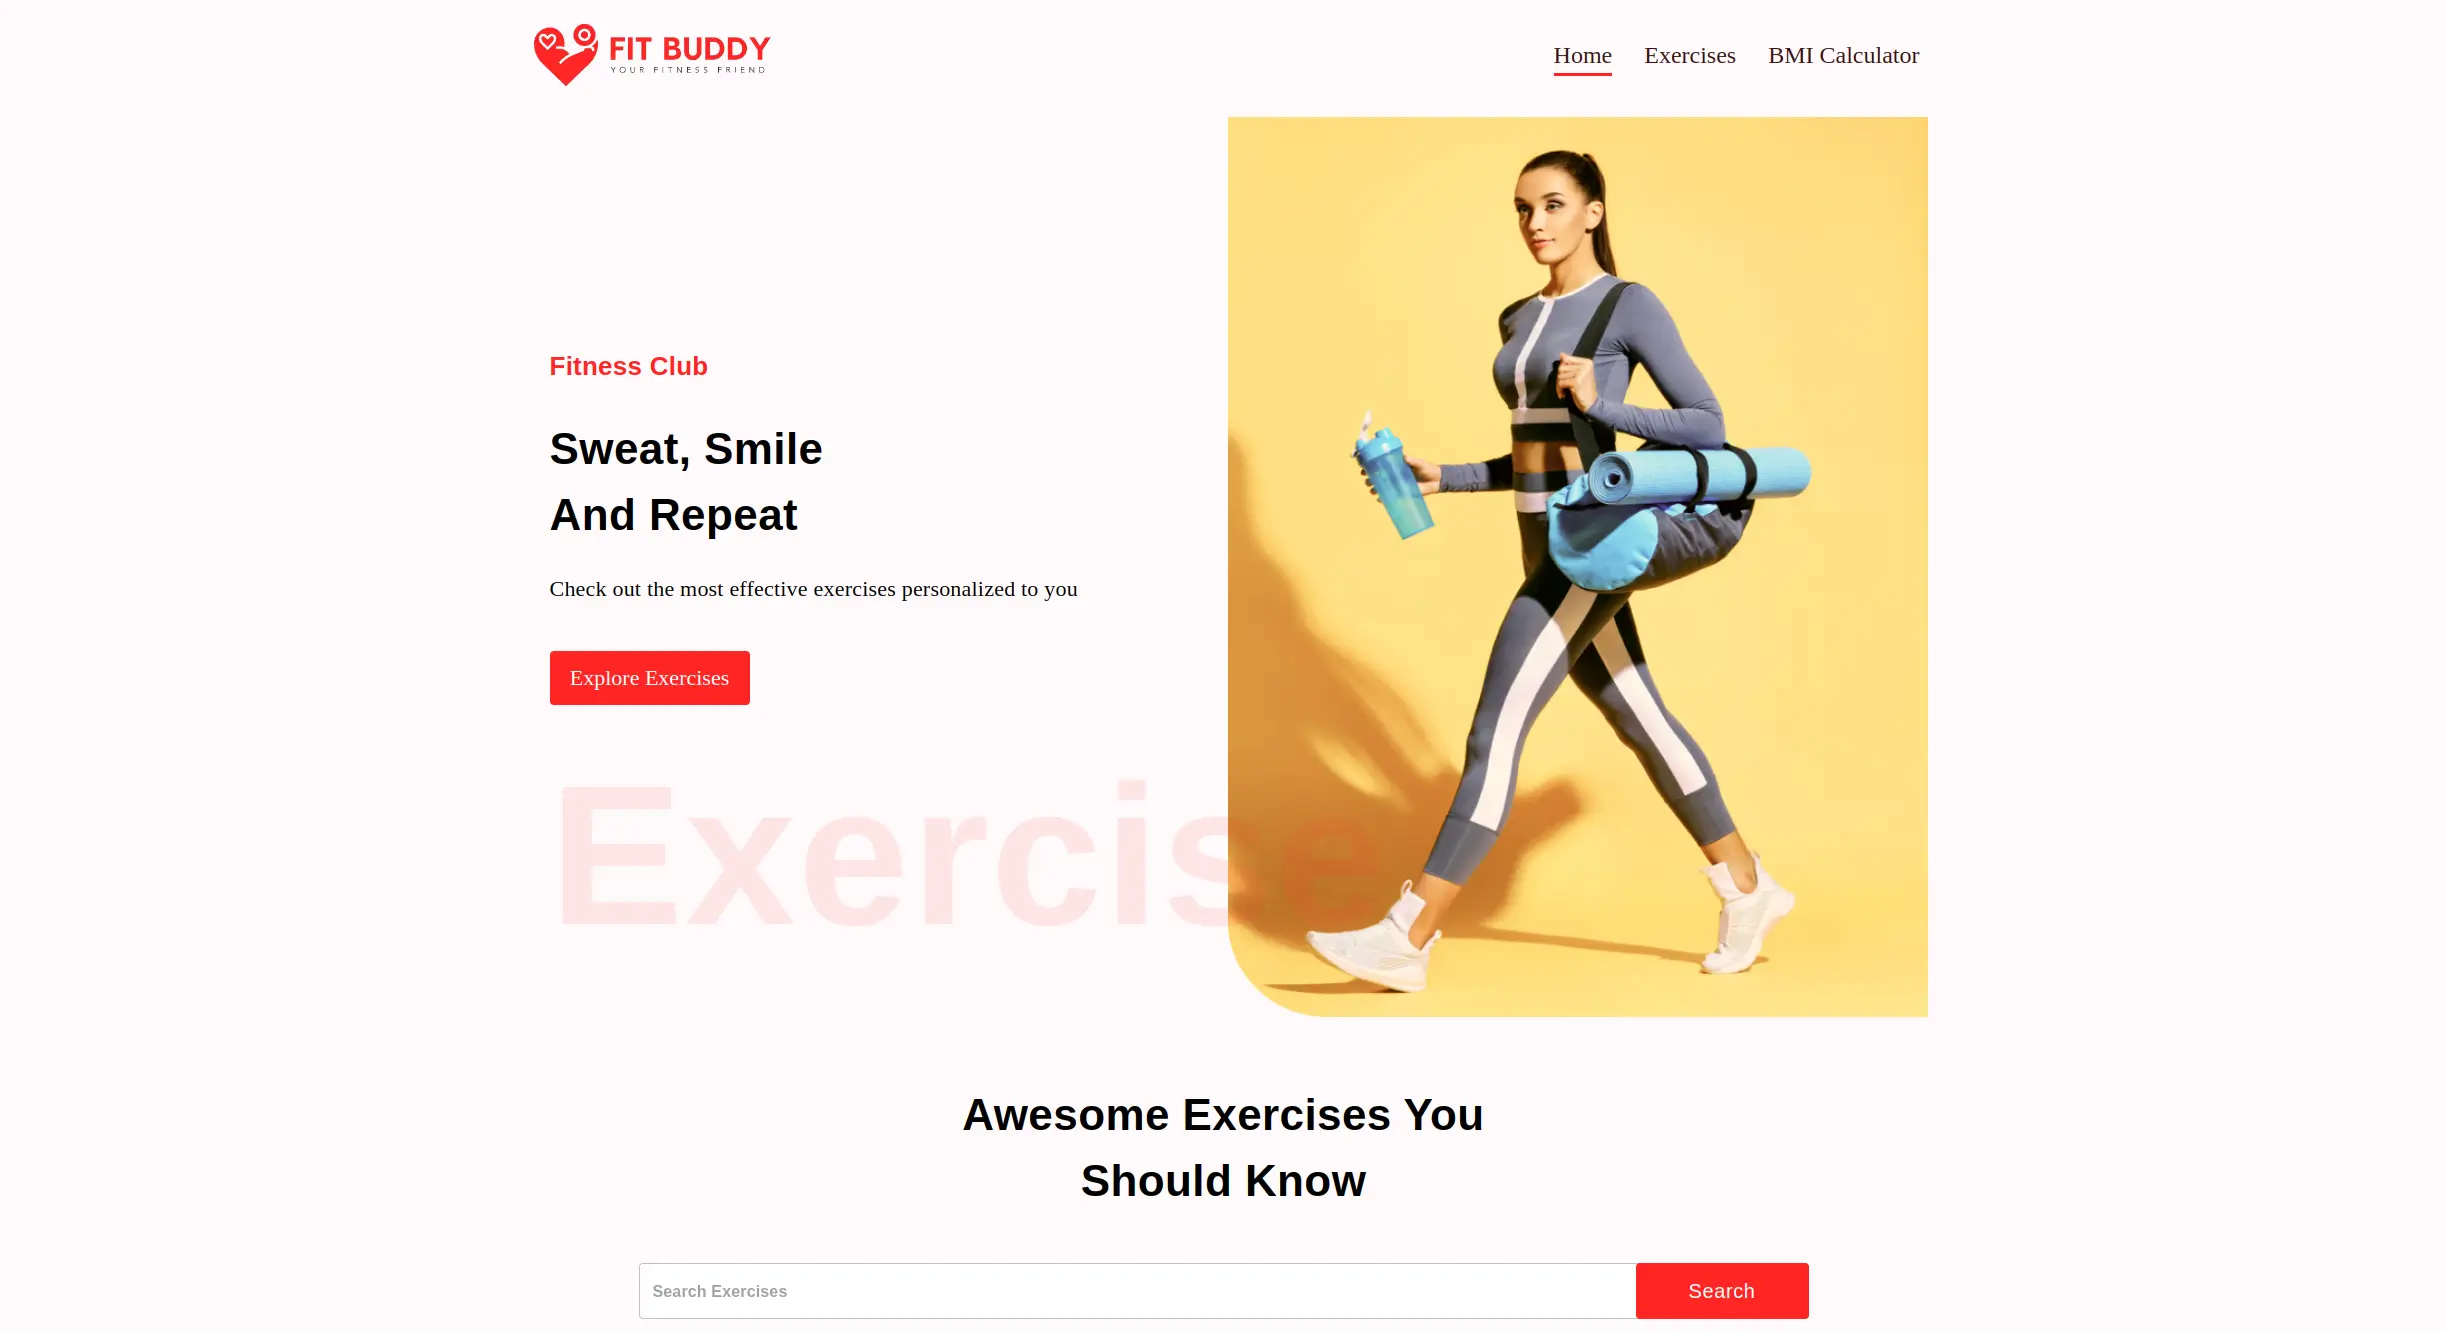 FIT BUDDY
YOUR FITNESS FRIEND
Home Exercises BMI Calculator
Fitness Club
Sweat, Smile
And Repeat
Check out the most effective exercises personalized to you
Explore Exercises
Exercise
Awesome Exercises You
Should Know
Search Exercises Search